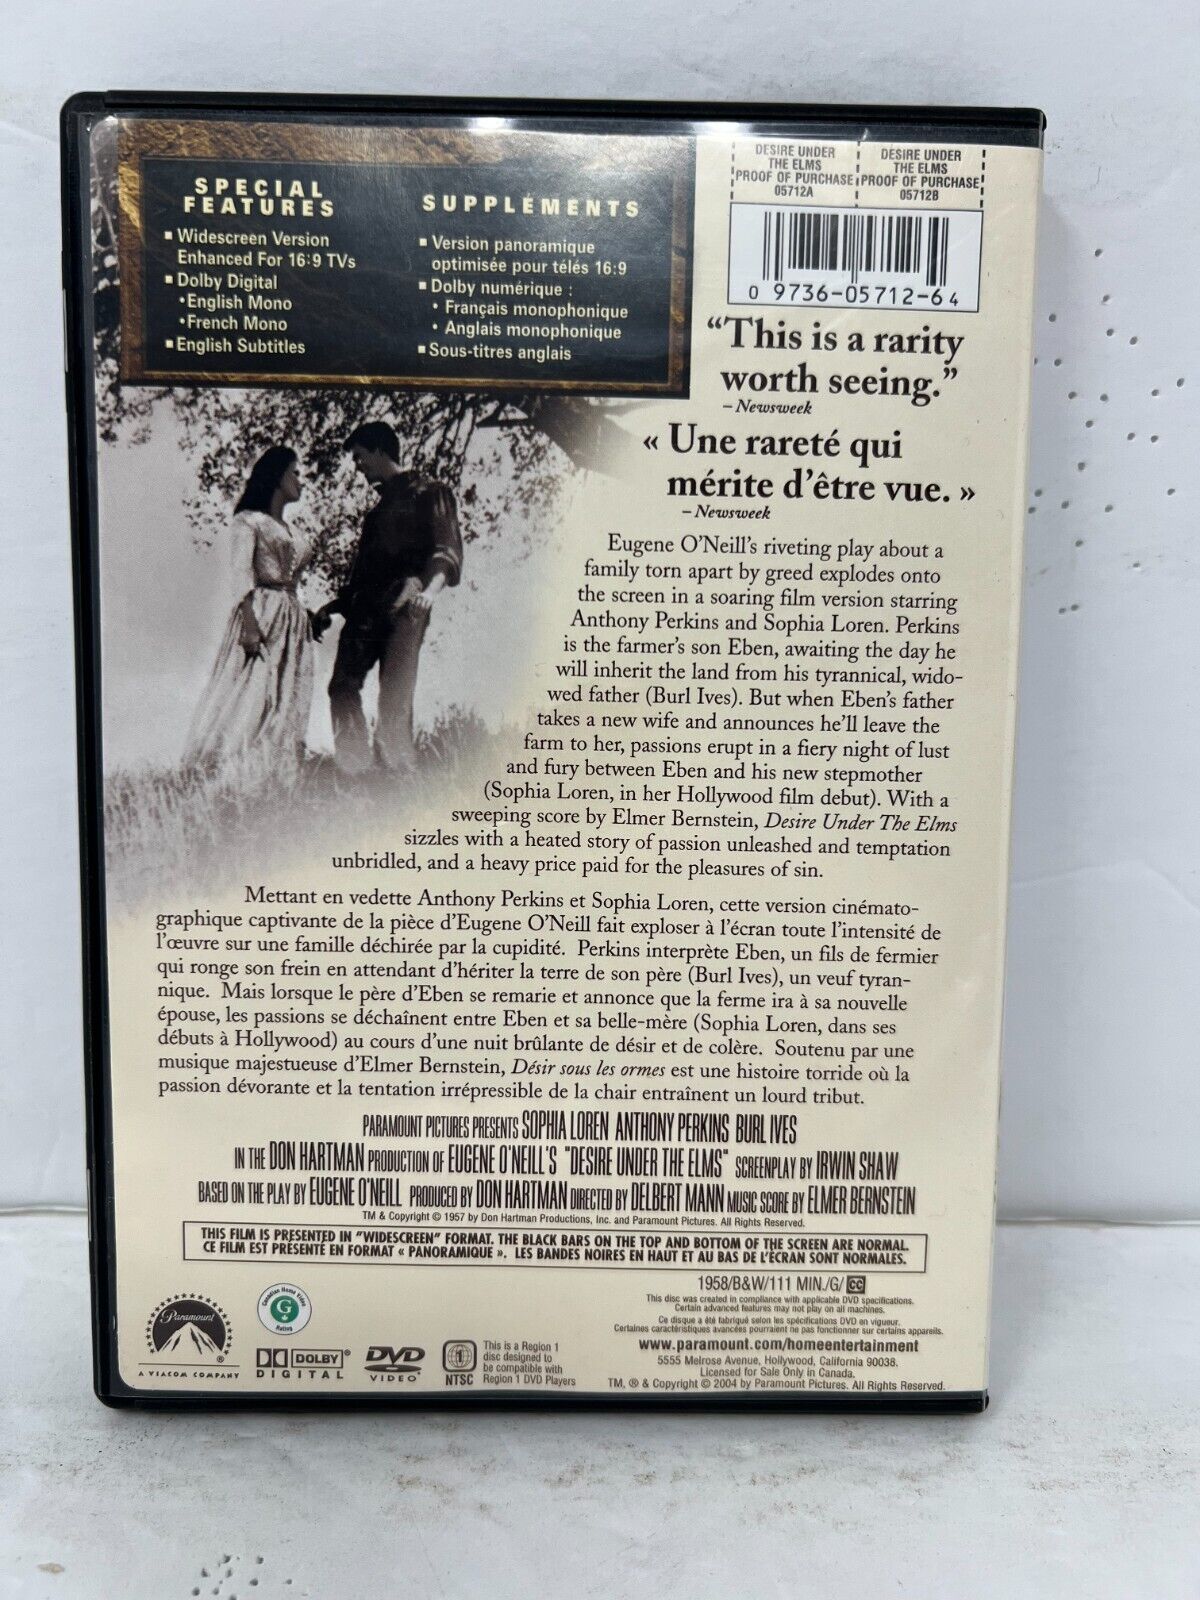 SPECIAL
FEATURES
▪ Widescreen Version
Enhanced For 16:9 TVs
▪ Dolby Digital
•English Mono
•French Mono
▪ English Subtitles
SUPPLÉMENTS
▪ Version panoramique
optimisée pour télés 16:9
▪ Dolby numérique :
• Français monophonique
• Anglais monophonique
▪ Sous-titres anglais
DESIRE UNDER
THE ELMS
PROOF OF PURCHASE
05712A
DESIRE UNDER
THE ELMS
PROOF OF PURCHASE
05712B
0 9736-05712-6 4
“This is a rarity
worth seeing.”
– Newsweek
« Une rareté qui
mérite d’être vue. »
– Newsweek
Eugene O’Neill’s riveting play about a
family torn apart by greed explodes onto
the screen in a soaring film version starring
Anthony Perkins and Sophia Loren. Perkins
is the farmer’s son Eben, awaiting the day he
will inherit the land from his tyrannical, wido-
wed father (Burl Ives). But when Eben’s father
takes a new wife and announces he’ll leave the
farm to her, passions erupt in a fiery night of lust
and fury between Eben and his new stepmother
(Sophia Loren, in her Hollywood film debut). With a
sweeping score by Elmer Bernstein, Desire Under The Elms
sizzles with a heated story of passion unleashed and temptation
unbridled, and a heavy price paid for the pleasures of sin.
Mettant en vedette Anthony Perkins et Sophia Loren, cette version cinémato-
graphique captivante de la pièce d’Eugene O’Neill fait exploser à l’écran toute l’intensité de
l’œuvre sur une famille déchirée par la cupidité. Perkins interprète Eben, un fils de fermier
qui ronge son frein en attendant d’hériter la terre de son père (Burl Ives), un veuf tyran-
nique. Mais lorsque le père d’Eben se remarie et annonce que la ferme ira à sa nouvelle
épouse, les passions se déchaînent entre Eben et sa belle-mère (Sophia Loren, dans ses
débuts à Hollywood) au cours d’une nuit brûlante de désir et de colère. Soutenu par une
musique majestueuse d’Elmer Bernstein, Désir sous les ormes est une histoire torride où la
passion dévorante et la tentation irrépressible de la chair entraînent un lourd tribut.
PARAMOUNT PICTURES PRESENTS SOPHIA LOREN ANTHONY PERKINS BURL IVES
IN THE DON HARTMAN PRODUCTION OF EUGENE O'NEILL'S "DESIRE UNDER THE ELMS" SCREENPLAY BY IRWIN SHAW
BASED ON THE PLAY BY EUGENE O'NEILL PRODUCED BY DON HARTMAN DIRECTED BY DELBERT MANN MUSIC SCORE BY ELMER BERNSTEIN
TM & Copyright © 1957 by Don Hartman Productions, Inc. and Paramount Pictures. All Rights Reserved.
THIS FILM IS PRESENTED IN "WIDESCREEN" FORMAT. THE BLACK BARS ON THE TOP AND BOTTOM OF THE SCREEN ARE NORMAL.
CE FILM EST PRÉSENTÉ EN FORMAT « PANORAMIQUE ». LES BANDES NOIRES EN HAUT ET AU BAS DE L'ÉCRAN SONT NORMALES.
Paramount ®
A VIACOM COMPANY
Canadian Home Video
G
Rating
DOLBY ®
DIGITAL
DVD
VIDEO
1
NTSC
This is a Region 1
disc designed to
be compatible with
Region 1 DVD Players
1958/B&W/111 MIN./G/ CC
This disc was created in compliance with applicable DVD specifications.
Certain advanced features may not play on all machines.
Ce disque a été fabriqué selon les spécifications DVD en vigueur.
Certaines caractéristiques avancées pourraient ne pas fonctionner sur certains appareils.
www.paramount.com/homeentertainment
5555 Melrose Avenue, Hollywood, California 90038.
Licensed for Sale Only in Canada.
TM, ® & Copyright © 2004 by Paramount Pictures. All Rights Reserved.